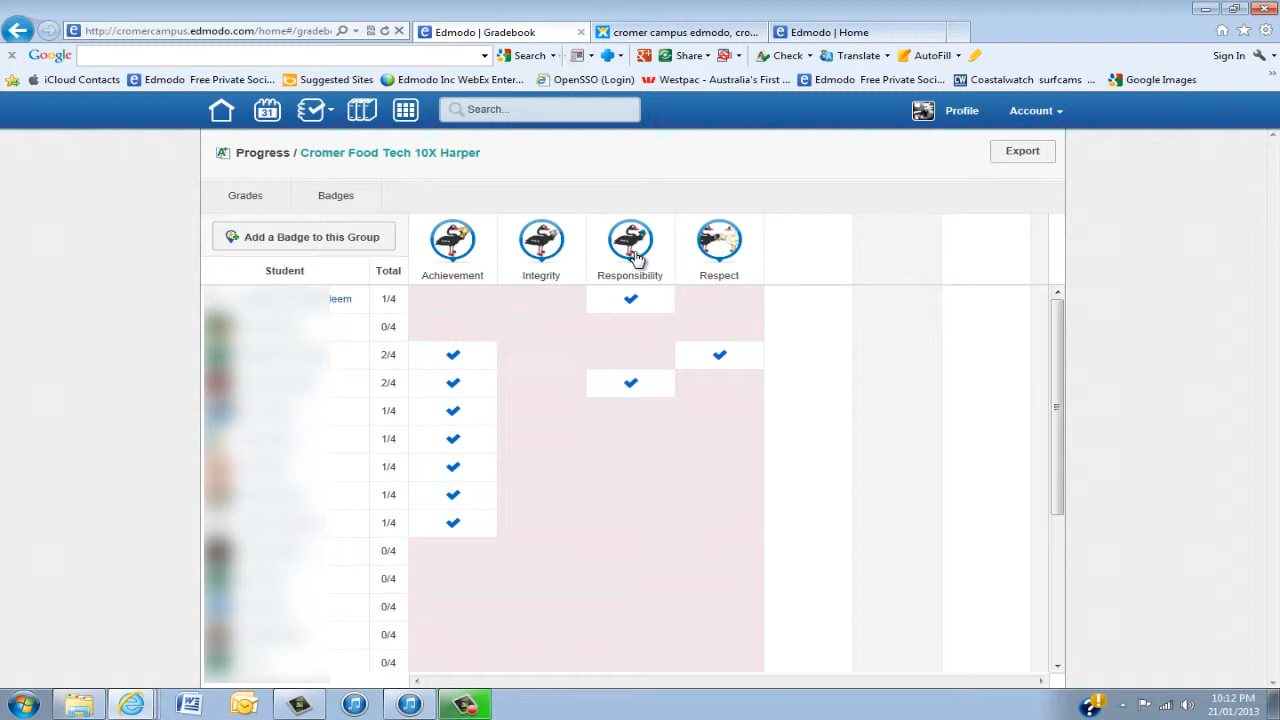 http://cromercampus.edmodo.com/home#/gradeb
Edmodo | Gradebook
cromer campus edmodo, cro...
Edmodo | Home
Google
Search
Share
Check
Translate
AutoFill
Sign In
iCloud Contacts
Edmodo Free Private Soci...
Suggested Sites
Edmodo Inc WebEx Enter...
OpenSSO (Login)
Westpac - Australia's First ...
Edmodo Free Private Soci...
Coastalwatch surfcams ...
Google Images
31
Search...
Profile
Account
Progress / Cromer Food Tech 10X Harper
Export
Grades
Badges
Add a Badge to this Group
Student
Total
Achievement
Integrity
Responsibility
Respect
leem
1/4
0/4
2/4
2/4
1/4
1/4
1/4
1/4
1/4
0/4
0/4
0/4
0/4
0/4
10:12 PM
21/01/2013